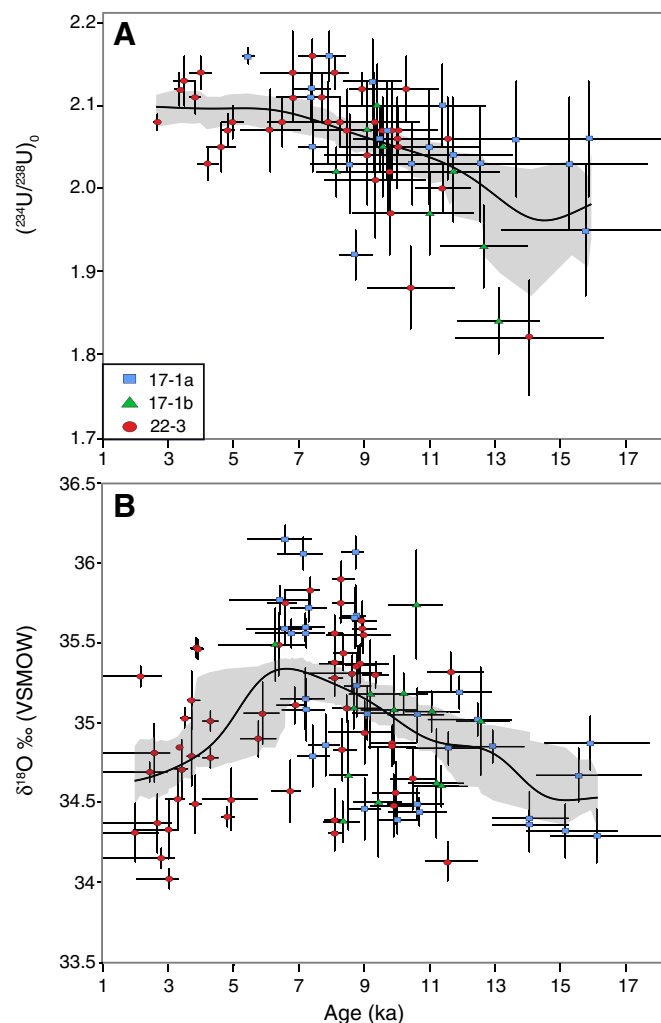 A
2.2
2.1
2.0
1.9
1.8
1.7
(²³⁴U/²³⁸U)₀
17-1a
17-1b
22-3
1 3 5 7 9 11 13 15 17
B
36.5
36
35.5
35
34.5
34
33.5
δ¹⁸O ‰ (VSMOW)
1 3 5 7 9 11 13 15 17
Age (ka)